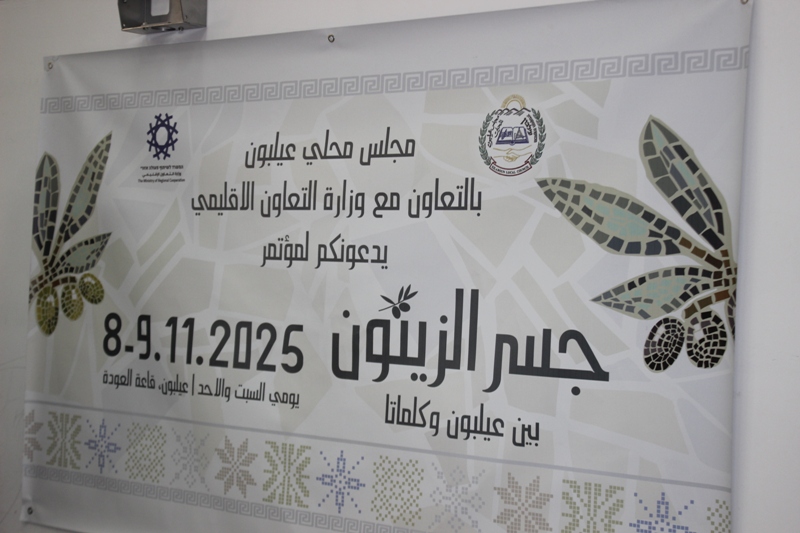 مجلس محلي عيلبون
بالتعاون مع وزارة التعاون الاقليمي
يدعونكم لمؤتمر
جسر الزيتون
بين عيلبون وكلماتا
8-9.11.2025
يومي السبت والاحد | عيلبون، قاعة العودة
The Ministry of Regional Cooperation